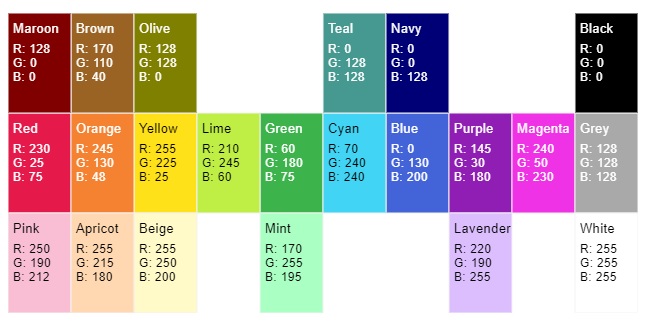 Maroon
R: 128
G: 0
B: 0
Brown
R: 170
G: 110
B: 40
Olive
R: 128
G: 128
B: 0
Teal
R: 0
G: 128
B: 128
Navy
R: 0
G: 0
B: 128
Black
R: 0
G: 0
B: 0
Red
R: 230
G: 25
B: 75
Orange
R: 245
G: 130
B: 48
Yellow
R: 255
G: 225
B: 25
Lime
R: 210
G: 245
B: 60
Green
R: 60
G: 180
B: 75
Cyan
R: 70
G: 240
B: 240
Blue
R: 0
G: 130
B: 200
Purple
R: 145
G: 30
B: 180
Magenta
R: 240
G: 50
B: 230
Grey
R: 128
G: 128
B: 128
Pink
R: 250
G: 190
B: 212
Apricot
R: 255
G: 215
B: 180
Beige
R: 255
G: 250
B: 200
Mint
R: 170
G: 255
B: 195
Lavender
R: 220
G: 190
B: 255
White
R: 255
G: 255
B: 255